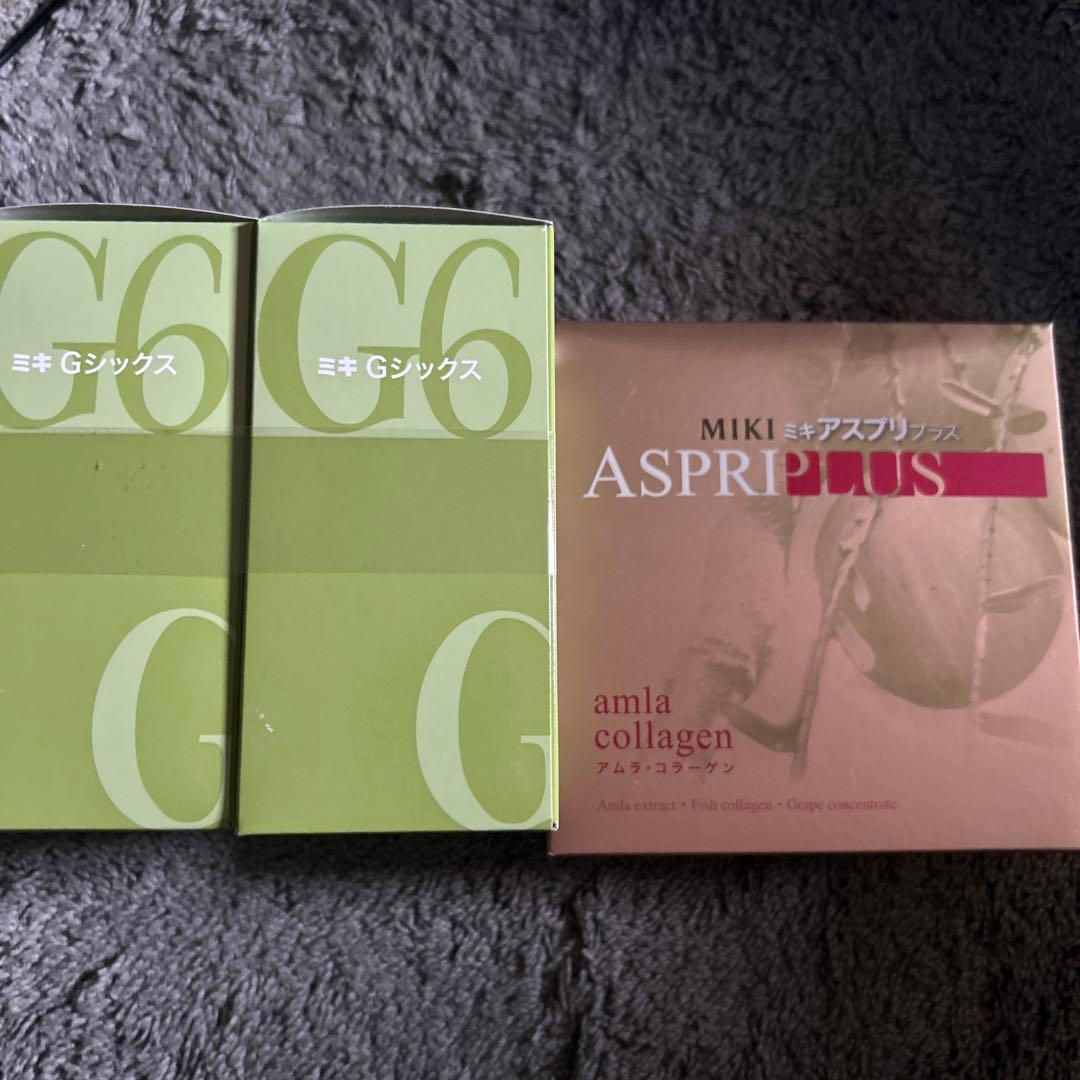 G6
ミキ Gシックス
G
G6
ミキ Gシックス
G
MIKI ミキアスプリプラス
ASPRIPLUS
amla
collagen
アムラ・コラーゲン
Amla extract・Fish collagen・Grape concentrate